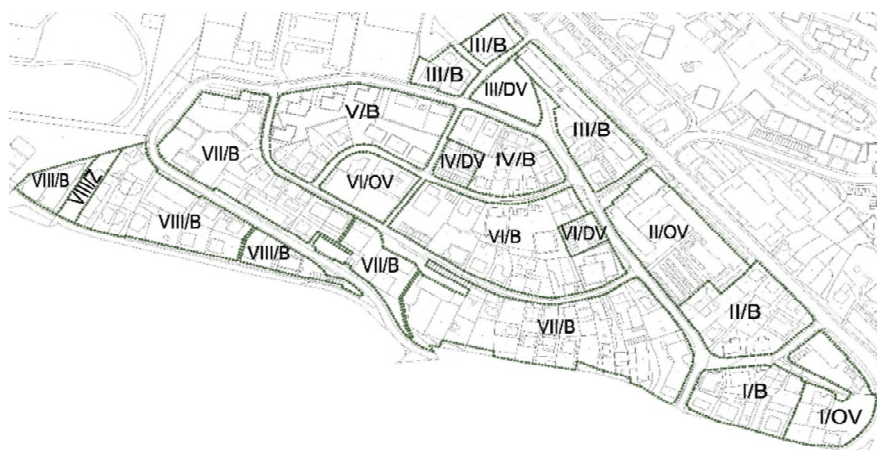 III/B
III/B
III/DV
V/B
III/B
VII/B
IV/DV
IV/B
VIII/B
VIII/Z
VI/OV
VIII/B
VI/B
VI/DV
II/OV
VIII/B
VII/B
II/B
VII/B
I/B
I/OV